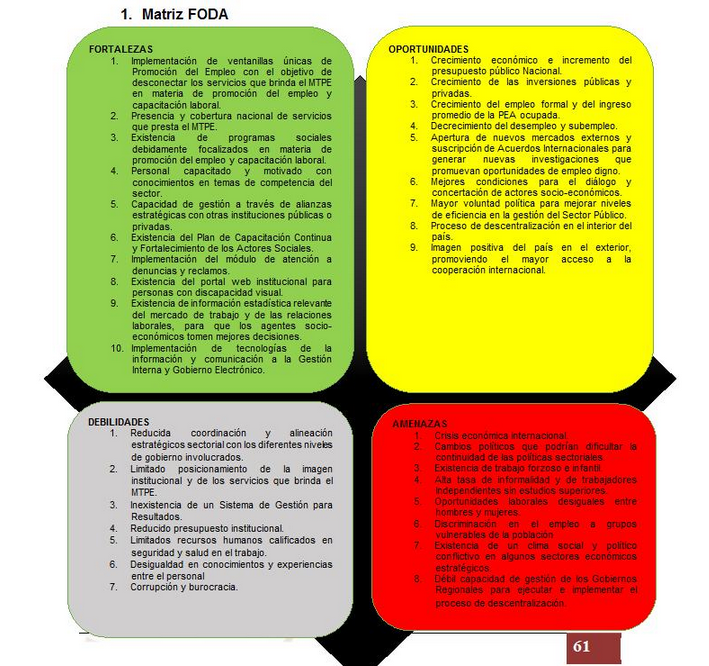 1. Matriz FODA
FORTALEZAS
1. Implementación de ventanillas únicas de
Promoción del Empleo con el objetivo de
desconectar los servicios que brinda el MTPE
en materia de promoción del empleo y
capacitación laboral.
2. Presencia y cobertura nacional de servicios
que presta el MTPE.
3. Existencia de programas sociales
debidamente focalizados en materia de
promoción del empleo y capacitación laboral.
4. Personal capacitado y motivado con
conocimientos en temas de competencia del
sector.
5. Capacidad de gestión a través de alianzas
estratégicas con otras instituciones públicas o
privadas.
6. Existencia del Plan de Capacitación Continua
y Fortalecimiento de los Actores Sociales.
7. Implementación del módulo de atención a
denuncias y reclamos.
8. Existencia del portal web institucional para
personas con discapacidad visual.
9. Existencia de información estadística relevante
del mercado de trabajo y de las relaciones
laborales, para que los agentes socio-
económicos tomen mejores decisiones.
10. Implementación de tecnologías de la
información y comunicación a la Gestión
Interna y Gobierno Electrónico.
OPORTUNIDADES
1. Crecimiento económico e incremento del
presupuesto público Nacional.
2. Crecimiento de las inversiones públicas y
privadas.
3. Crecimiento del empleo formal y del ingreso
promedio de la PEA ocupada.
4. Decrecimiento del desempleo y subempleo.
5. Apertura de nuevos mercados externos y
suscripción de Acuerdos Internacionales para
generar nuevas investigaciones que
promuevan oportunidades de empleo digno.
6. Mejores condiciones para el diálogo y
concertación de actores socio-económicos.
7. Mayor voluntad política para mejorar niveles
de eficiencia en la gestión del Sector Público.
8. Proceso de descentralización en el interior del
país.
9. Imagen positiva del país en el exterior,
promoviendo el mayor acceso a la
cooperación internacional.
DEBILIDADES
1. Reducida coordinación y alineación
estratégicos sectorial con los diferentes niveles
de gobierno involucrados.
2. Limitado posicionamiento de la imagen
institucional y de los servicios que brinda el
MTPE.
3. Inexistencia de un Sistema de Gestión para
Resultados.
4. Reducido presupuesto institucional.
5. Limitados recursos humanos calificados en
seguridad y salud en el trabajo.
6. Desigualdad en conocimientos y experiencias
entre el personal
7. Corrupción y burocracia.
AMENAZAS
1. Crisis económica internacional.
2. Cambios políticos que podrían dificultar la
continuidad de las políticas sectoriales.
3. Existencia de trabajo forzoso e infantil.
4. Alta tasa de informalidad y de trabajadores
independientes sin estudios superiores.
5. Oportunidades laborales desiguales entre
hombres y mujeres.
6. Discriminación en el empleo a grupos
vulnerables de la población
7. Existencia de un clima social y político
conflictivo en algunos sectores económicos
estratégicos.
8. Débil capacidad de gestión de los Gobiernos
Regionales para ejecutar e implementar el
proceso de descentralización.
61